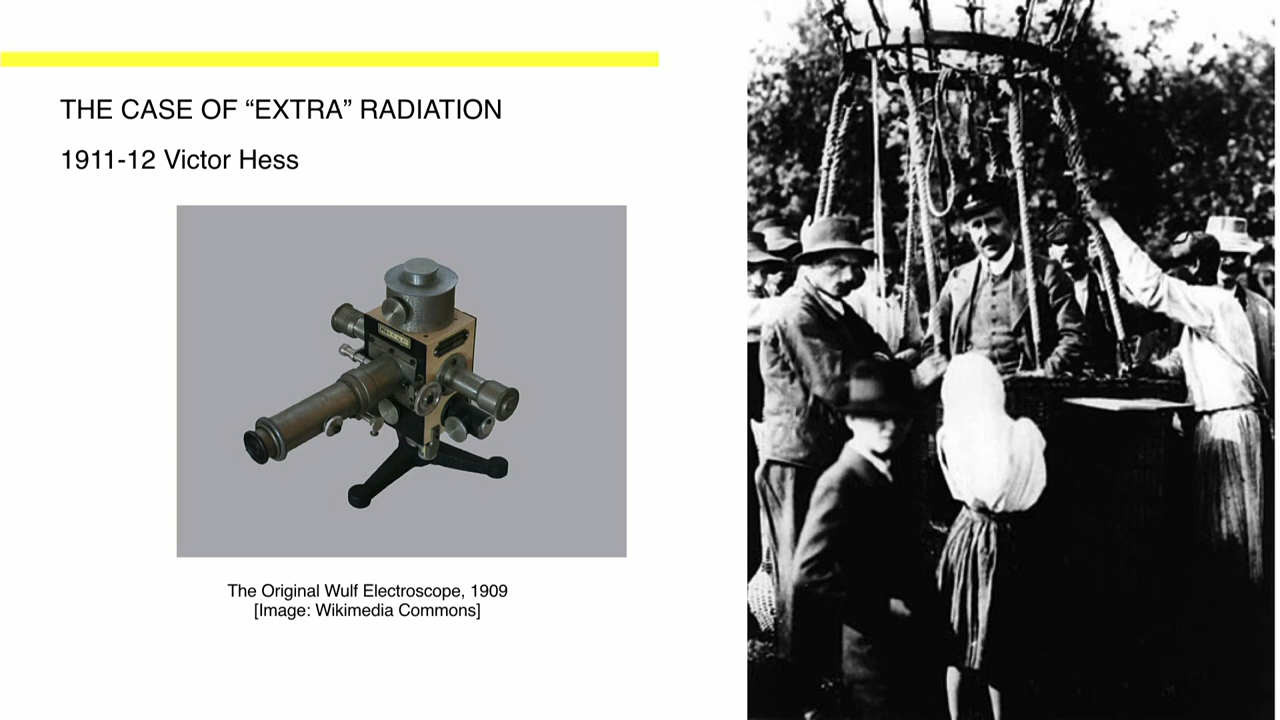 THE CASE OF “EXTRA” RADIATION
1911-12 Victor Hess
The Original Wulf Electroscope, 1909
[Image: Wikimedia Commons]